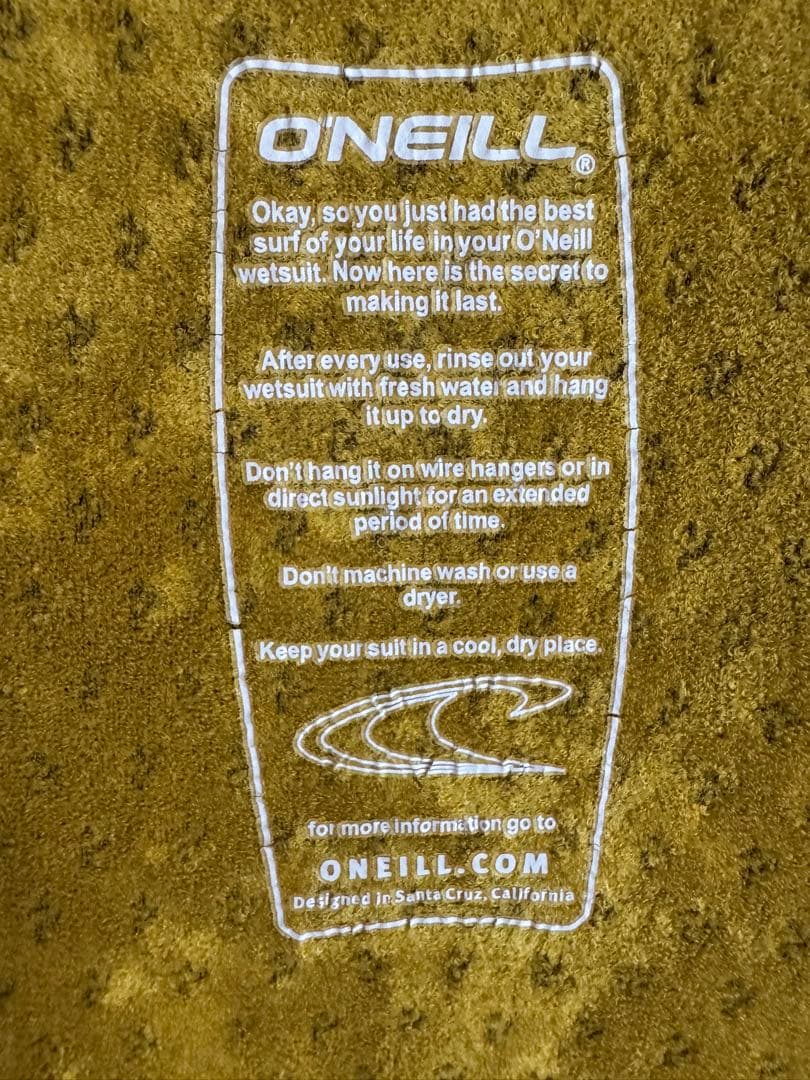 O'NEILL®
Okay, so you just had the best
surf of your life in your O'Neill
wetsuit. Now here is the secret to
making it last.
After every use, rinse out your
wetsuit with fresh water and hang
it up to dry.
Don't hang it on wire hangers or in
direct sunlight for an extended
period of time.
Don't machine wash or use a
dryer.
Keep your suit in a cool, dry place.
for more information go to
ONEILL.COM
Designed in Santa Cruz, California